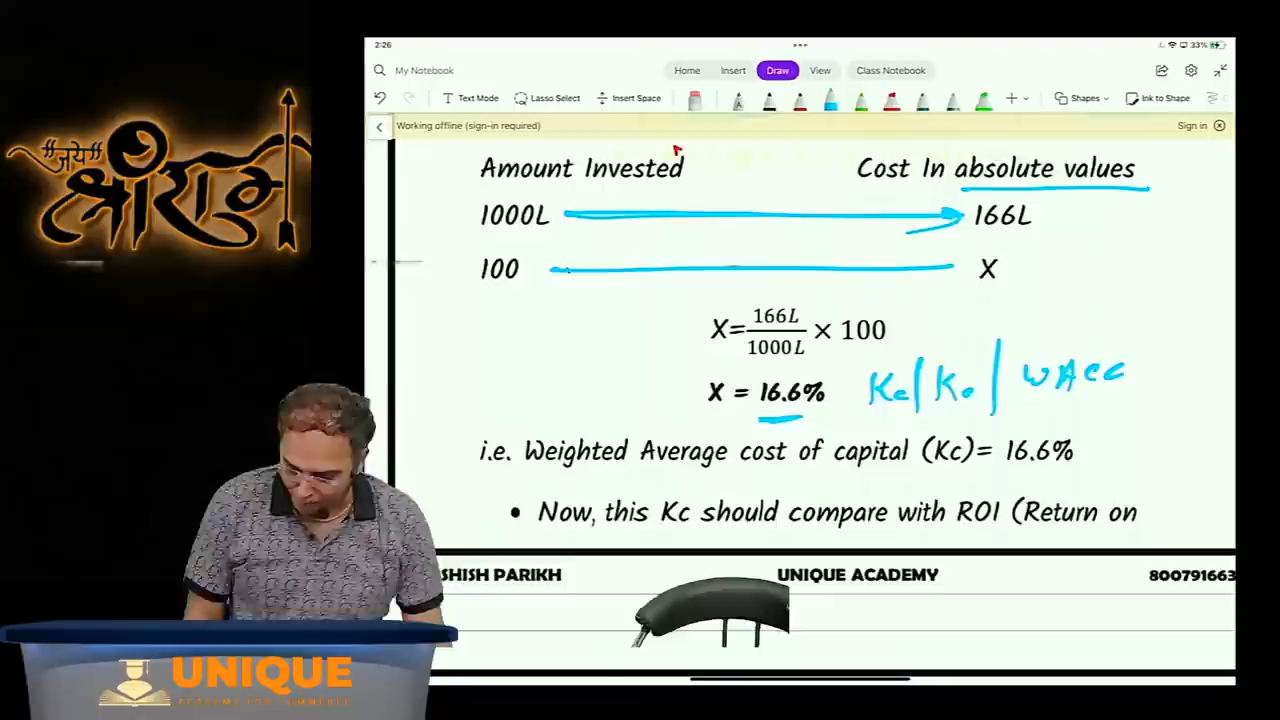 "जय"
श्रीराम
2:26
33%
My Notebook
Home Insert Draw View Class Notebook
Text Mode Lasso Select Insert Space Shapes Ink to Shape
Working offline (sign-in required) Sign in
Amount Invested Cost In absolute values
1000L 166L
100 X
X=166L/1000L × 100
X = 16.6% Kc/Ko/WACC
i.e. Weighted Average cost of capital (Kc)= 16.6%
• Now, this Kc should compare with ROI (Return on
SHISH PARIKH UNIQUE ACADEMY 800791663
UNIQUE
ACADEMY FOR COMMERCE